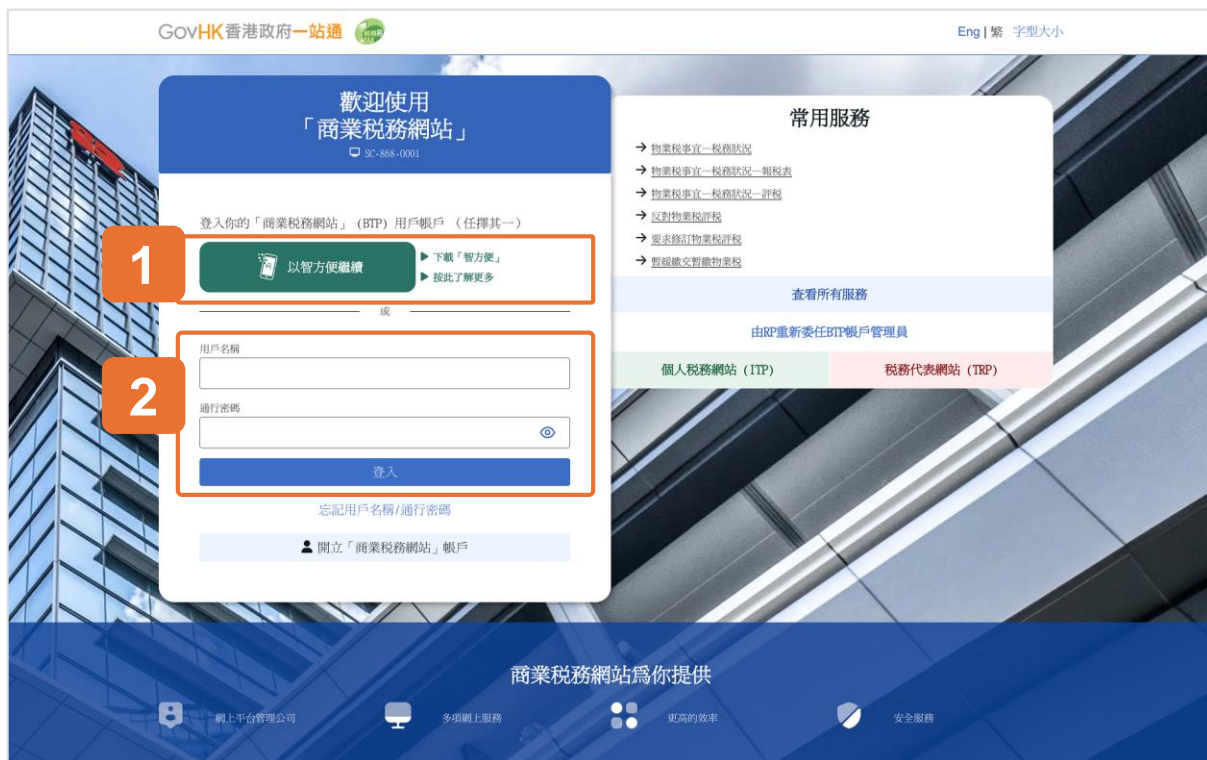 GovHK香港政府一站通
稅務易
eTAX
Eng | 繁 字型大小
歡迎使用
「商業稅務網站」
SC-868-0001
登入你的「商業稅務網站」 (BTP) 用戶帳戶 (任擇其一)
1
以智方便繼續
下載「智方便」
按此了解更多
或
2
用戶名稱
通行密碼
登入
忘記用戶名稱/通行密碼
開立「商業稅務網站」帳戶
常用服務
物業稅事宜—稅務狀況
物業稅事宜—稅務狀況—報稅表
物業稅事宜—稅務狀況—評稅
反對物業稅評稅
要求修訂物業稅評稅
暫緩繳交暫繳物業稅
查看所有服務
由RP重新委任BTP帳戶管理員
個人稅務網站 (ITP)
稅務代表網站 (TRP)
商業稅務網站爲你提供
網上平台管理公司
多項網上服務
更高的效率
安全服務